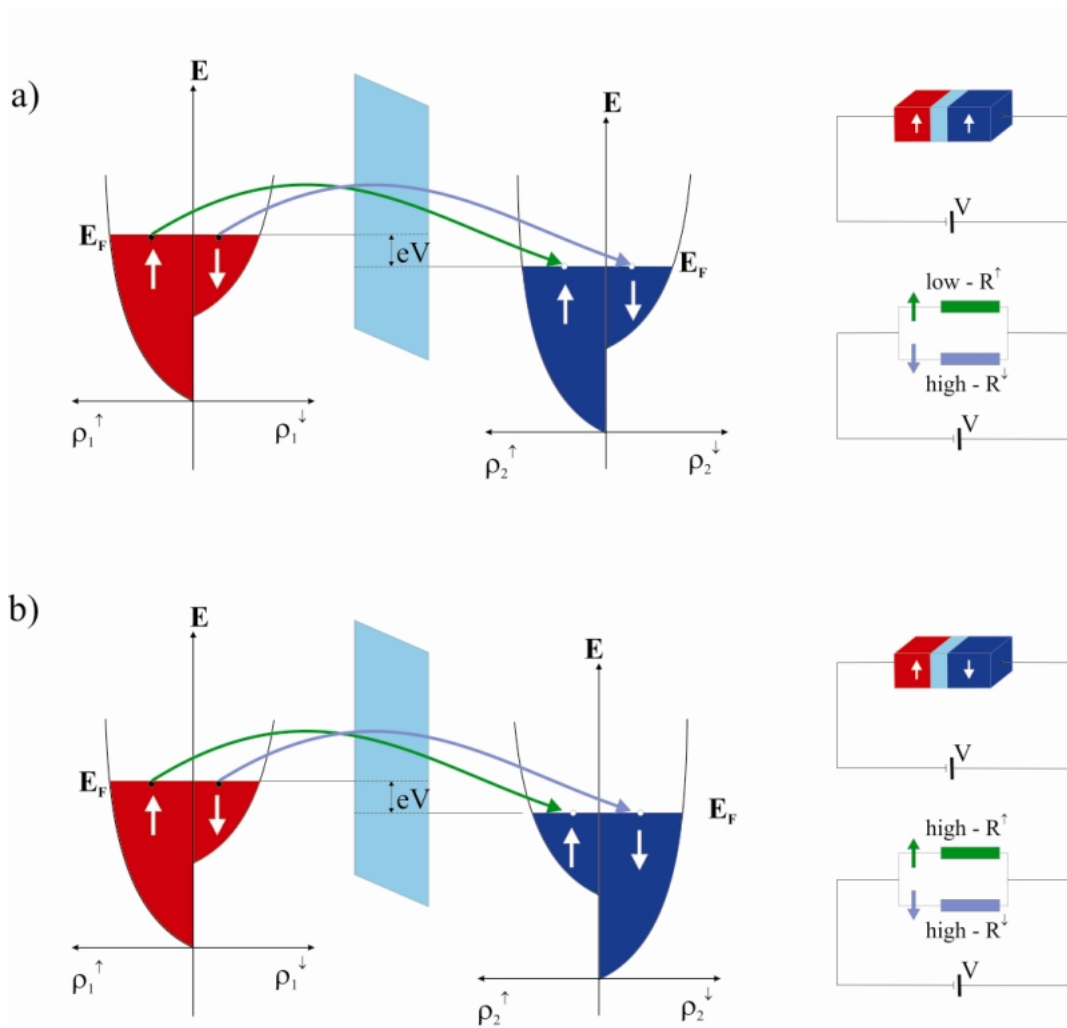 a)
E
E
E_F
eV
E_F
ρ₁↑
ρ₁↓
ρ₂↑
ρ₂↓
V
low - R↑
high - R↓
V
b)
E
E
E_F
eV
E_F
ρ₁↑
ρ₁↓
ρ₂↑
ρ₂↓
V
high - R↑
high - R↓
V